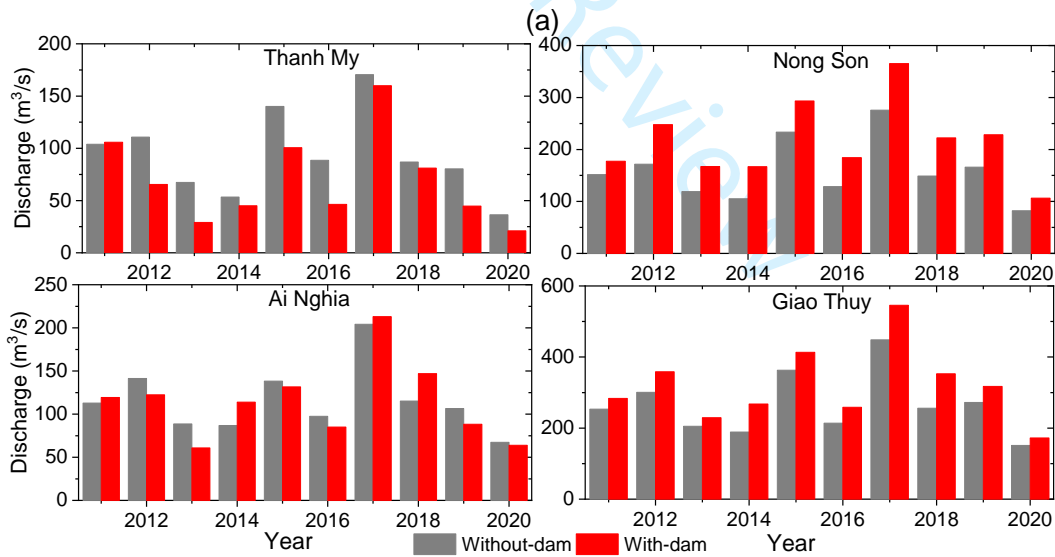 (a)
Review
Thanh My
Discharge (m³/s)
200
150
100
50
0
2012 2014 2016 2018 2020
Nong Son
400
300
200
100
0
2012 2014 2016 2018 2020
Ai Nghia
Discharge (m³/s)
250
200
150
100
50
0
2012 2014 2016 2018 2020
Year
Giao Thuy
600
400
200
0
2012 2014 2016 2018 2020
Year
Without-dam With-dam